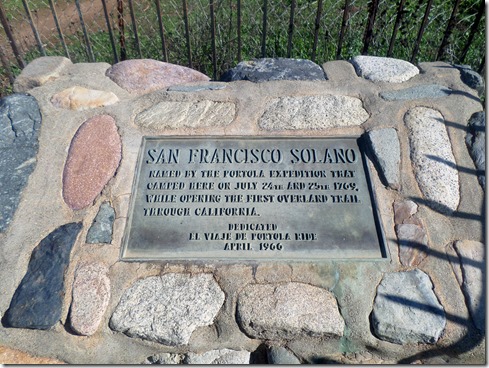 SAN FRANCISCO SOLANO
NAMED BY THE PORTOLA EXPEDITION THAT
CAMPED HERE ON JULY 24TH AND 25TH 1769,
WHILE OPENING THE FIRST OVERLAND TRAIL
THROUGH CALIFORNIA.
DEDICATED
EL VIAJE DE PORTOLA RIDE
APRIL 1966